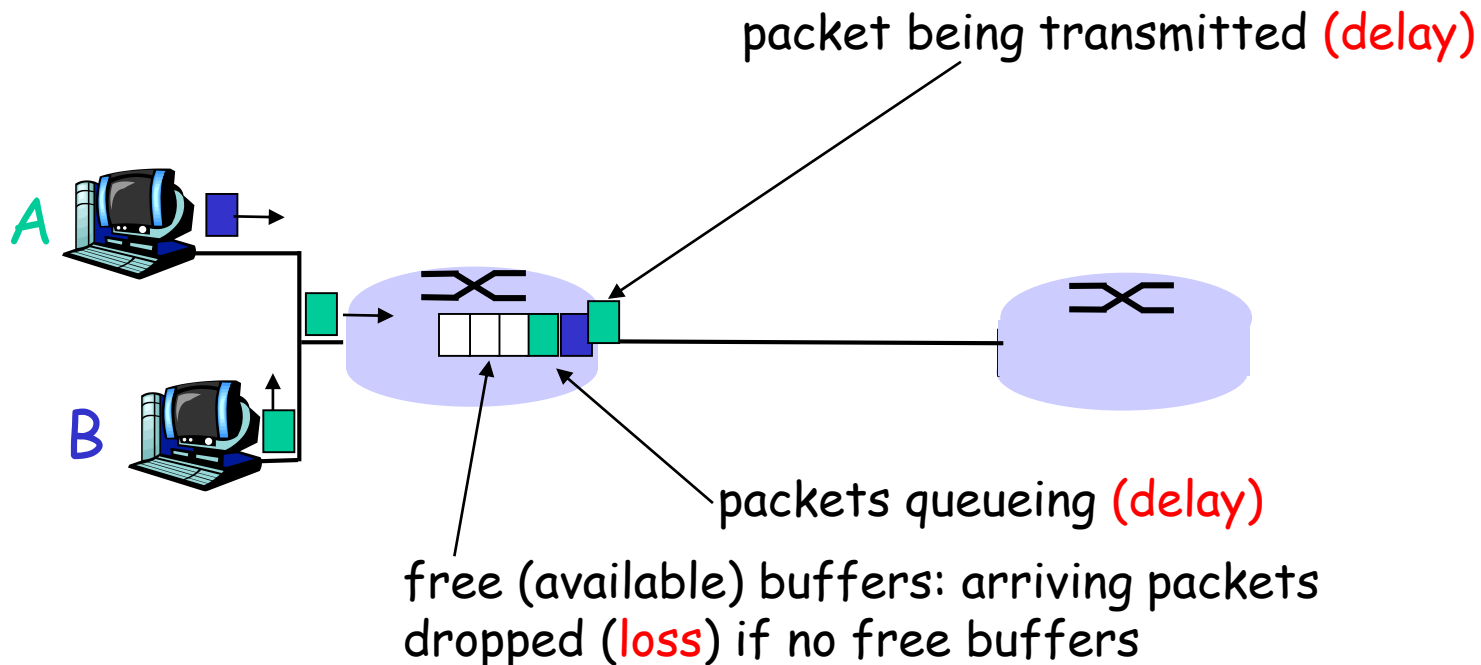 packet being transmitted (delay)
A
B
packets queueing (delay)
free (available) buffers: arriving packets
dropped (loss) if no free buffers